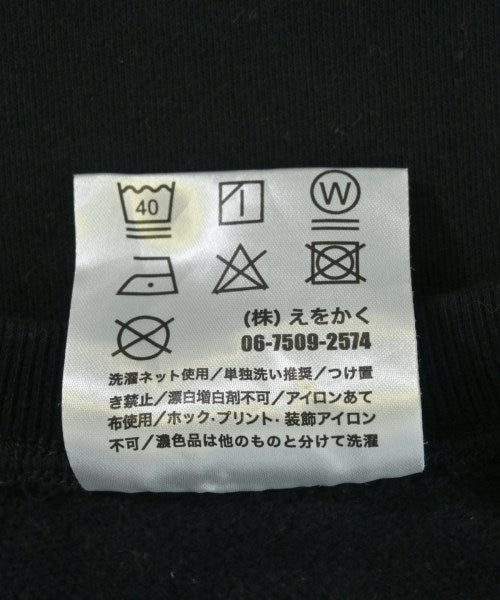 40
W
(株) えをかく
06-7509-2574
洗濯ネット使用/単独洗い推奨/つけ置
き禁止/漂白増白剤不可/アイロンあて
布使用/ホック・プリント・装飾アイロン
不可/濃色品は他のものと分けて洗濯